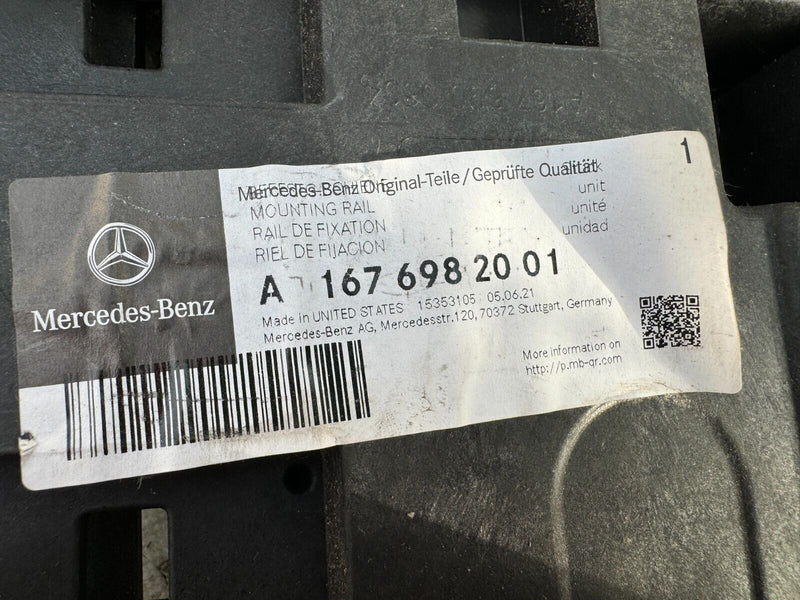 Mercedes-Benz Original-Teile/Geprüfte Qualität
1
MOUNTING RAIL
unit
RAIL DE FIXATION
unité
RIEL DE FIJACION
unidad
A 167 698 20 01
Made in UNITED STATES 15353105 05.06.21
Mercedes-Benz AG, Mercedesstr.120, 70372 Stuttgart, Germany
Mercedes-Benz
More information on
http://p.mb-qr.com